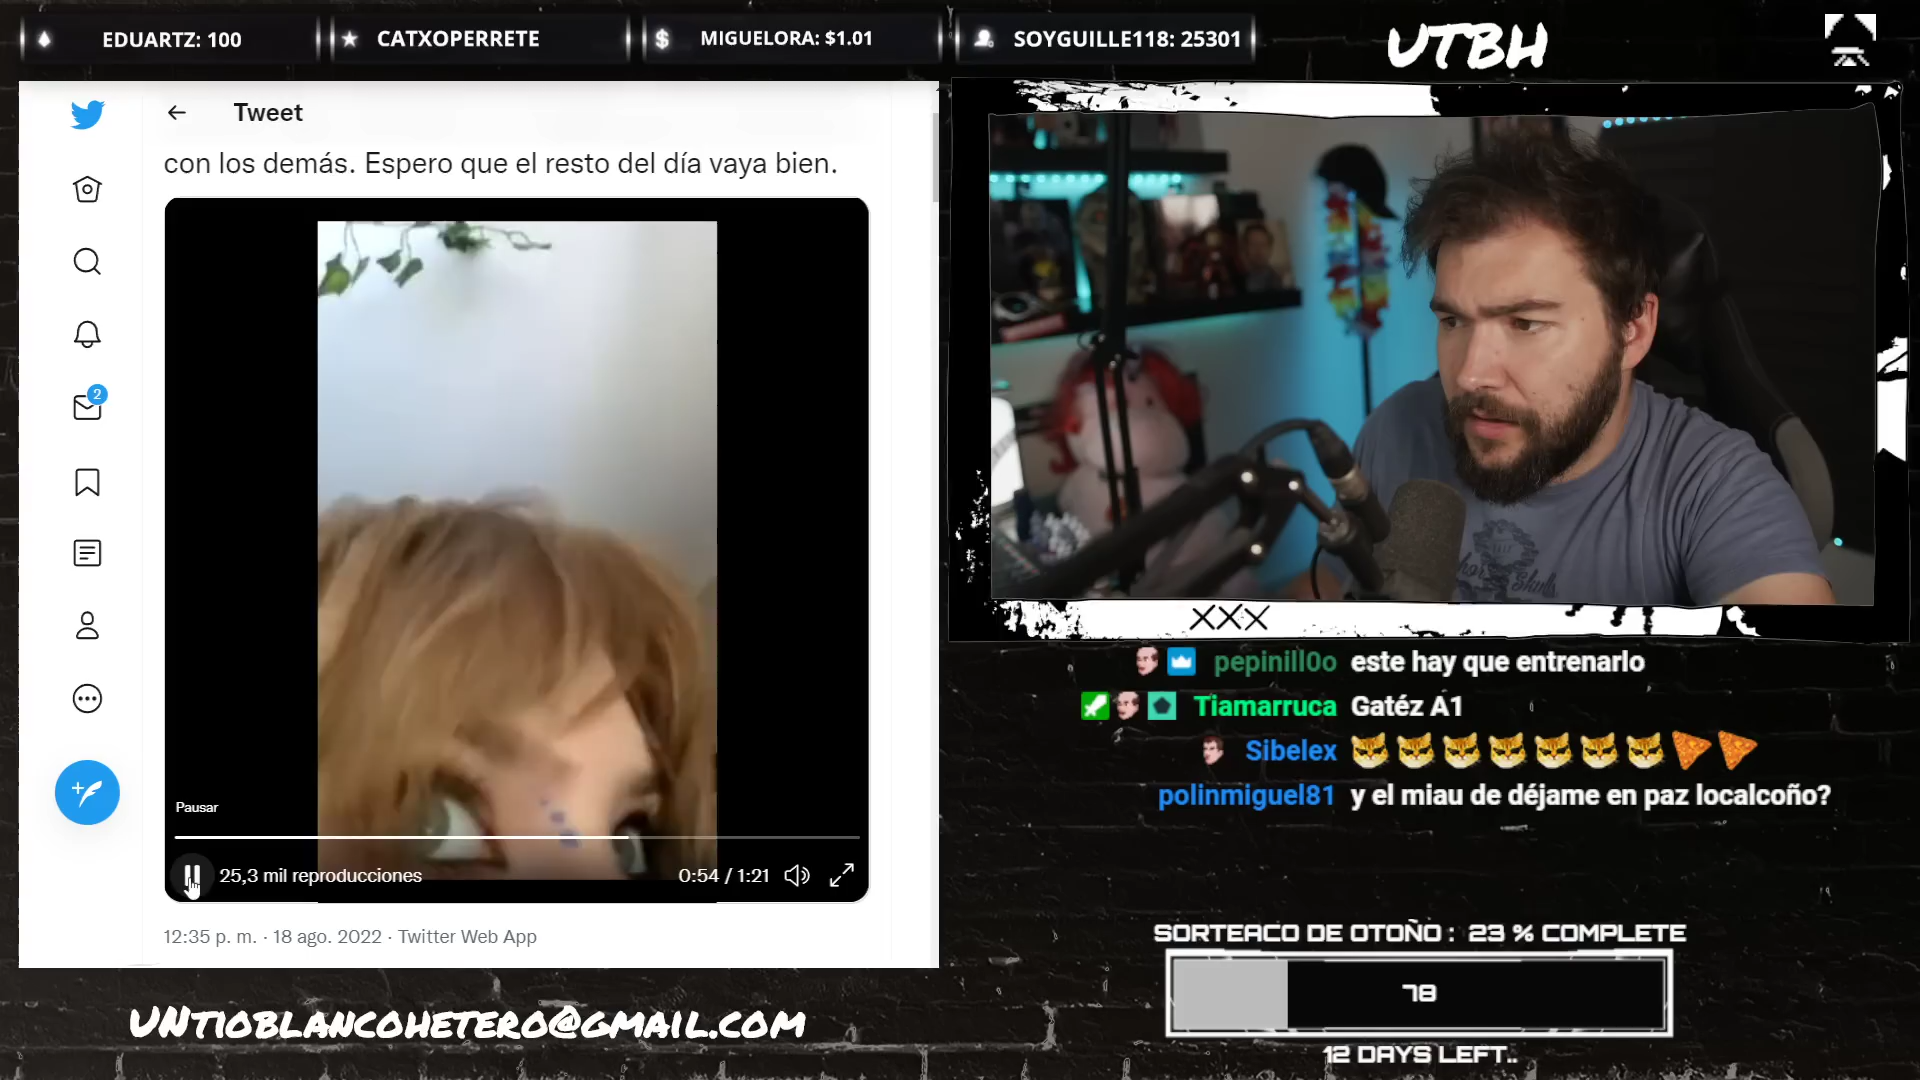 EDUARTZ: 100
CATXOPERRETE
$ MIGUELORA: $1.01
SOYGUILLE118: 25301
UTBH
Tweet
con los demás. Espero que el resto del día vaya bien.
2
Pausar
25,3 mil reproducciones
0:54 / 1:21
12:35 p. m. · 18 ago. 2022 · Twitter Web App
UNTIOBLANCOHETERO@GMAIL.COM
XXX
pepinill0o este hay que entrenarlo
Tiamarruca Gatéz A1
Sibelex
polinmiguel81 y el miau de déjame en paz localcoño?
SORTEACO DE OTOÑO : 23 % COMPLETE
78
12 DAYS LEFT..